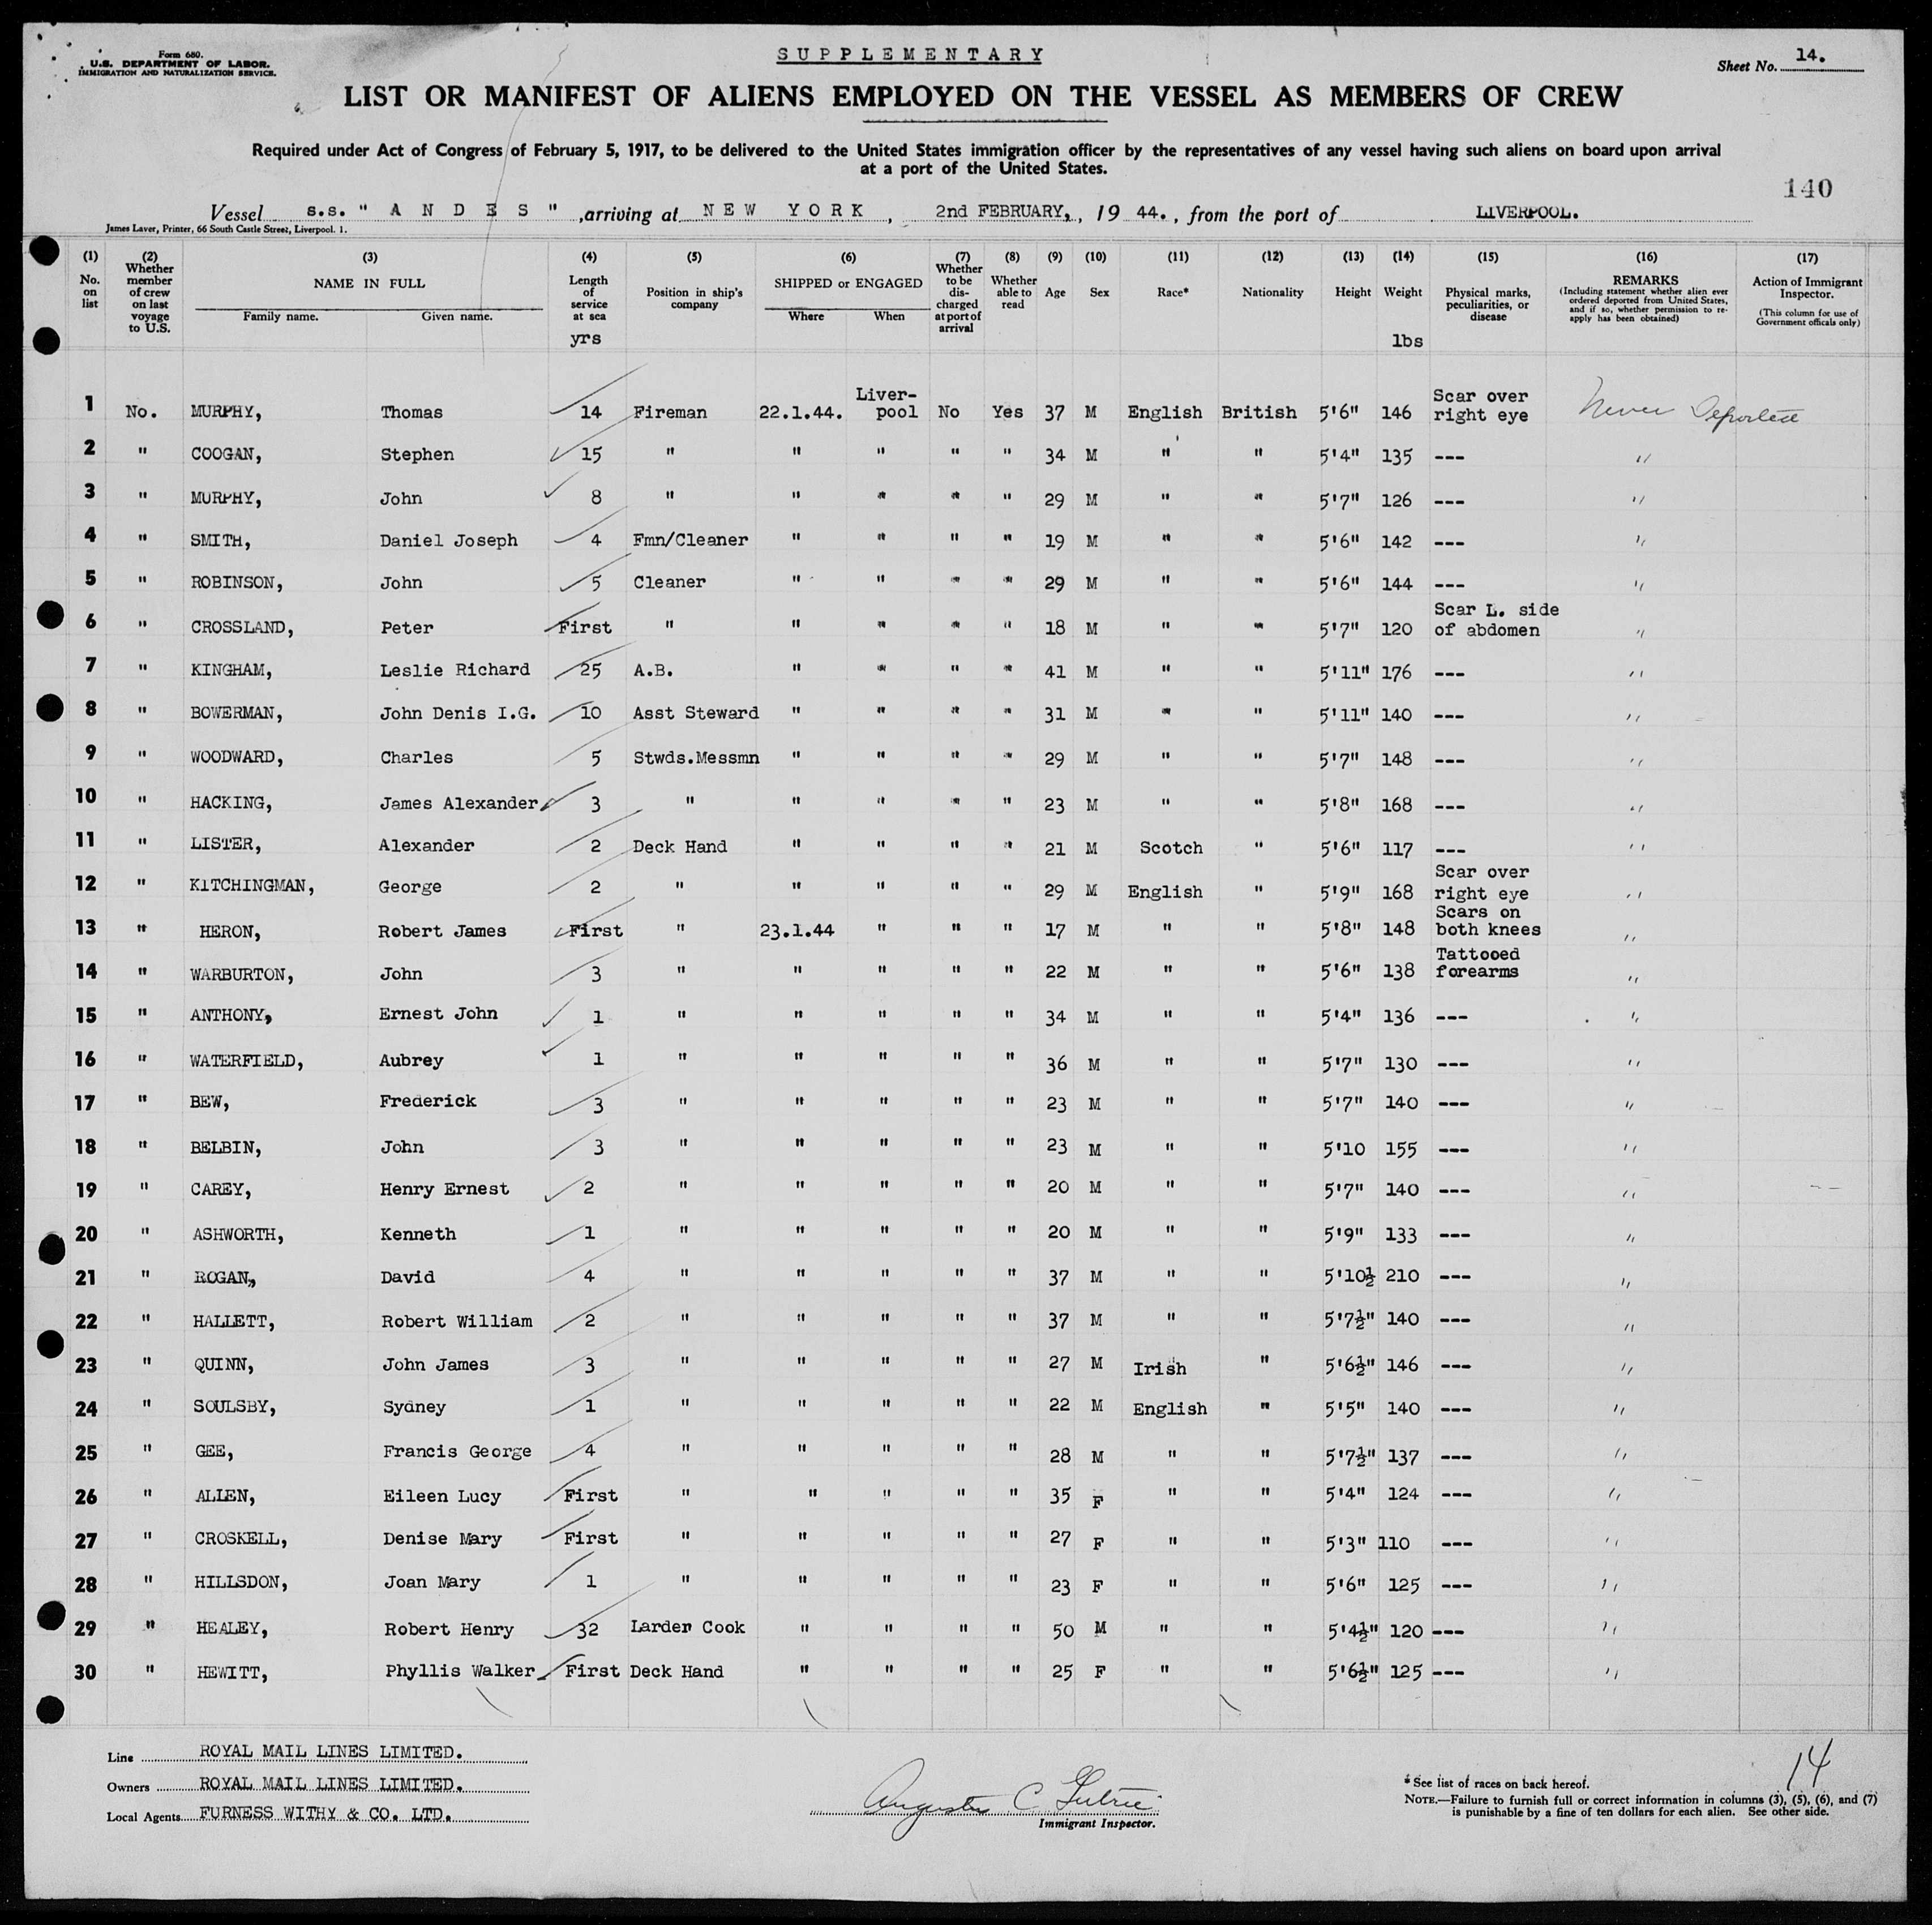 Form 680.
U.S. DEPARTMENT OF LABOR.
IMMIGRATION AND NATURALIZATION SERVICE.
SUPPLEMENTARY
Sheet No. 14.
LIST OR MANIFEST OF ALIENS EMPLOYED ON THE VESSEL AS MEMBERS OF CREW
Required under Act of Congress of February 5, 1917, to be delivered to the United States immigration officer by the representatives of any vessel having such aliens on board upon arrival
at a port of the United States.
140
Vessel s.s. " ANDES " , arriving at NEW YORK , 2nd FEBRUARY, , 19 44. , from the port of LIVERPOOL.
James Laver, Printer, 66 South Castle Street, Liverpool. 1.
(1) No. on list
(2) Whether member of crew on last voyage to U.S.
(3) NAME IN FULL Family name. Given name.
(4) Length of service at sea yrs
(5) Position in ship's company
(6) SHIPPED or ENGAGED Where When
(7) Whether to be discharged at port of arrival
(8) Whether able to read
(9) Age
(10) Sex
(11) Race*
(12) Nationality
(13) Height
(14) Weight lbs
(15) Physical marks, peculiarities, or disease
(16) REMARKS (Including statement whether alien ever ordered deported from United States, and if so, whether permission to re-apply has been obtained)
(17) Action of Immigrant Inspector. (This column for use of Government officals only)
1 No. MURPHY, Thomas 14 Fireman 22.1.44. Liver-pool No Yes 37 M English British 5'6" 146 Scar over right eye Never Deported
2 " COOGAN, Stephen 15 " " " " " 34 M " " 5'4" 135 --- "
3 " MURPHY, John 8 " " " " " 29 M " " 5'7" 126 --- "
4 " SMITH, Daniel Joseph 4 Fmn/Cleaner " " " " 19 M " " 5'6" 142 --- "
5 " ROBINSON, John 5 Cleaner " " " " 29 M " " 5'6" 144 --- "
6 " CROSSLAND, Peter First " " " " " 18 M " " 5'7" 120 Scar L. side of abdomen "
7 " KINGHAM, Leslie Richard 25 A.B. " " " " 41 M " " 5'11" 176 --- "
8 " BOWERMAN, John Denis I.G. 10 Asst Steward " " " " 31 M " " 5'11" 140 --- "
9 " WOODWARD, Charles 5 Stwds.Messmn " " " " 29 M " " 5'7" 148 --- "
10 " HACKING, James Alexander 3 " " " " " 23 M " " 5'8" 168 --- "
11 " LISTER, Alexander 2 Deck Hand " " " " 21 M Scotch " 5'6" 117 --- "
12 " KITCHINGMAN, George 2 " " " " " 29 M English " 5'9" 168 Scar over right eye "
13 " HERON, Robert James First " 23.1.44 " " " 17 M " " 5'8" 148 Scars on both knees "
14 " WARBURTON, John 3 " " " " " 22 M " " 5'6" 138 Tattooed forearms "
15 " ANTHONY, Ernest John 1 " " " " " 34 M " " 5'4" 136 --- "
16 " WATERFIELD, Aubrey 1 " " " " " 36 M " " 5'7" 130 --- "
17 " BEW, Frederick 3 " " " " " 23 M " " 5'7" 140 --- "
18 " BELBIN, John 3 " " " " " 23 M " " 5'10 155 --- "
19 " CAREY, Henry Ernest 2 " " " " " 20 M " " 5'7" 140 --- "
20 " ASHWORTH, Kenneth 1 " " " " " 20 M " " 5'9" 133 --- "
21 " ROGAN, David 4 " " " " " 37 M " " 5'10½ 210 --- "
22 " HALLETT, Robert William 2 " " " " " 37 M " " 5'7½" 140 --- "
23 " QUINN, John James 3 " " " " " 27 M Irish " 5'6½" 146 --- "
24 " SOULSBY, Sydney 1 " " " " " 22 M English " 5'5" 140 --- "
25 " GEE, Francis George 4 " " " " " 28 M " " 5'7½" 137 --- "
26 " ALLEN, Eileen Lucy First " " " " " 35 F " " 5'4" 124 --- "
27 " CROSKELL, Denise Mary First " " " " " 27 F " " 5'3" 110 --- "
28 " HILLSDON, Joan Mary 1 " " " " " 23 F " " 5'6" 125 --- "
29 " HEALEY, Robert Henry 32 Larder Cook " " " " 50 M " " 5'4½" 120 --- "
30 " HEWITT, Phyllis Walker First Deck Hand " " " " 25 F " " 5'6½" 125 --- "
Line ROYAL MAIL LINES LIMITED.
Owners ROYAL MAIL LINES LIMITED.
Local Agents FURNESS WITHY & CO. LTD.
Augustus C
Immigrant Inspector.
14
* See list of races on back hereof.
NOTE.—Failure to furnish full or correct information in columns (3), (5), (6), and (7)
is punishable by a fine of ten dollars for each alien. See other side.